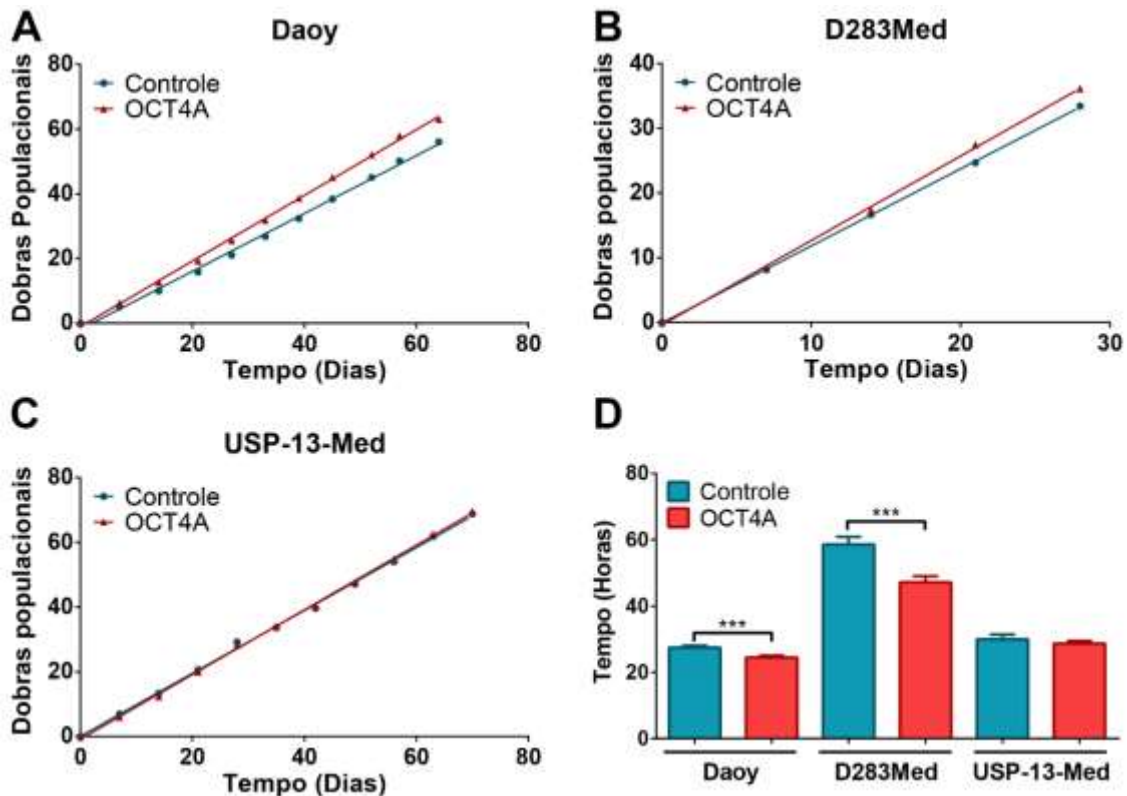 A
Daoy
Dobras Populacionais
80
60
40
20
0
Controle
OCT4A
0 20 40 60 80
Tempo (Dias)
B
D283Med
Dobras populacionais
40
30
20
10
0
Controle
OCT4A
0 10 20 30
Tempo (Dias)
C
USP-13-Med
Dobras populacionais
80
60
40
20
0
Controle
OCT4A
0 20 40 60 80
Tempo (Dias)
D
Tempo (Horas)
80
60
40
20
0
Controle
OCT4A
***
***
Daoy D283Med USP-13-Med